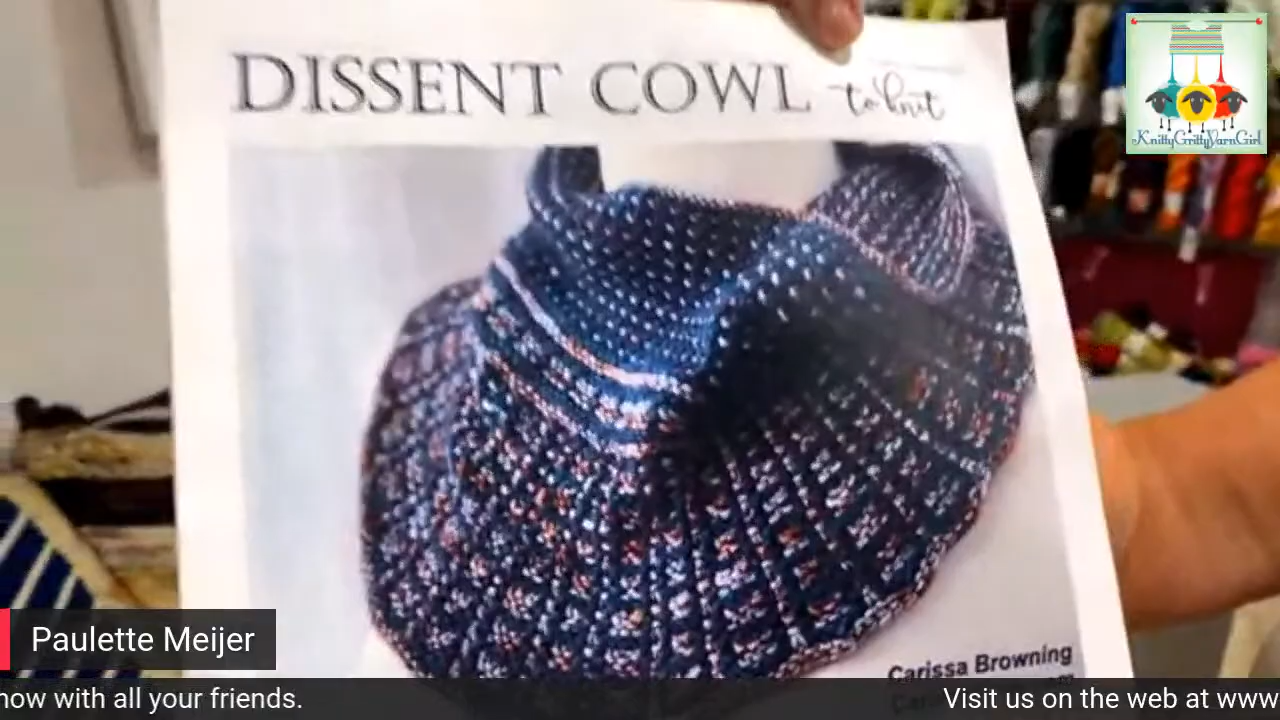 DISSENT COWL to knit
KnittyGrittyYarnGirl
Carissa Browning
Paulette Meijer
now with all your friends.
Visit us on the web at www